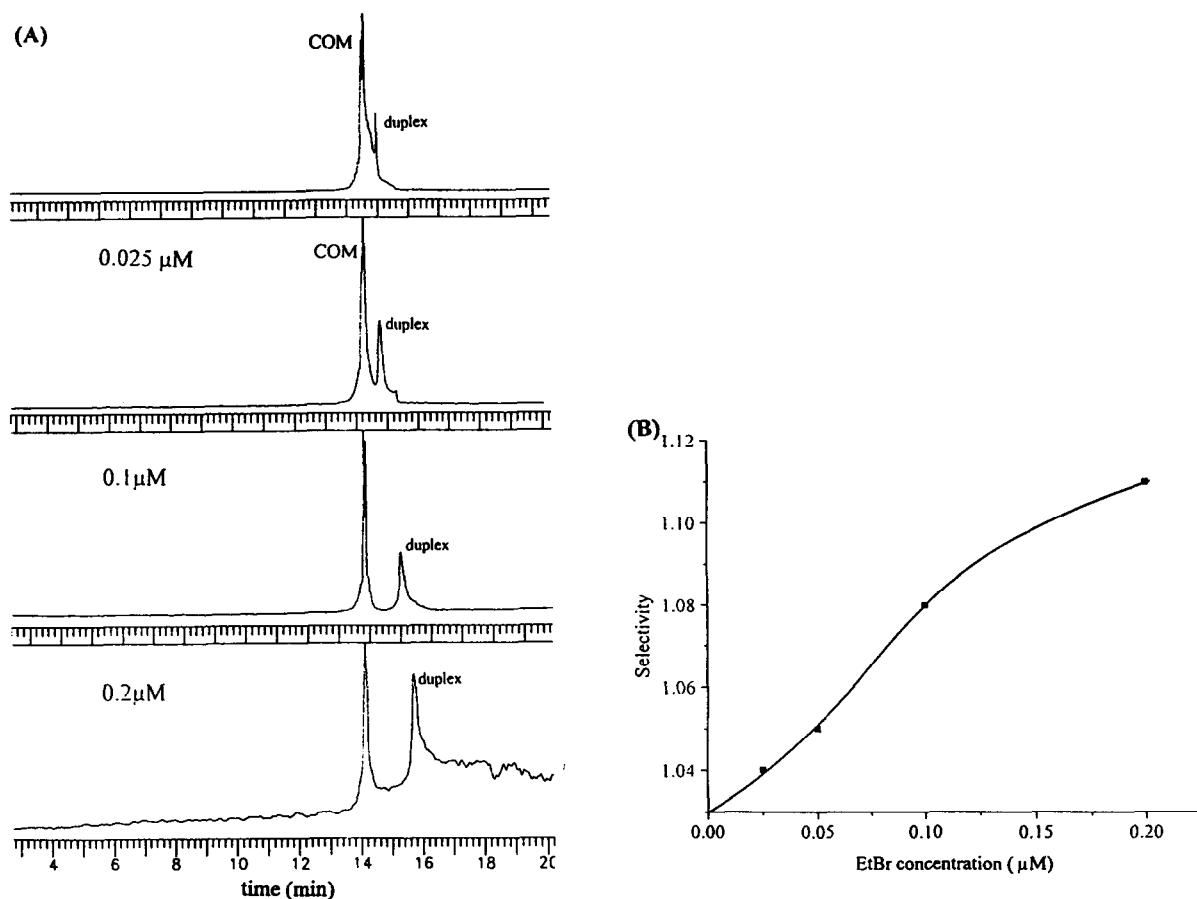 (A)
COM
duplex
0.025 µM
COM
duplex
0.1µM
duplex
0.2µM
duplex
4 6 8 10 12 14 16 18 20
time (min)
(B)
1.12
1.10
1.08
1.06
1.04
Selectivity
0.00 0.05 0.10 0.15 0.20
EtBr concentration ( µM)